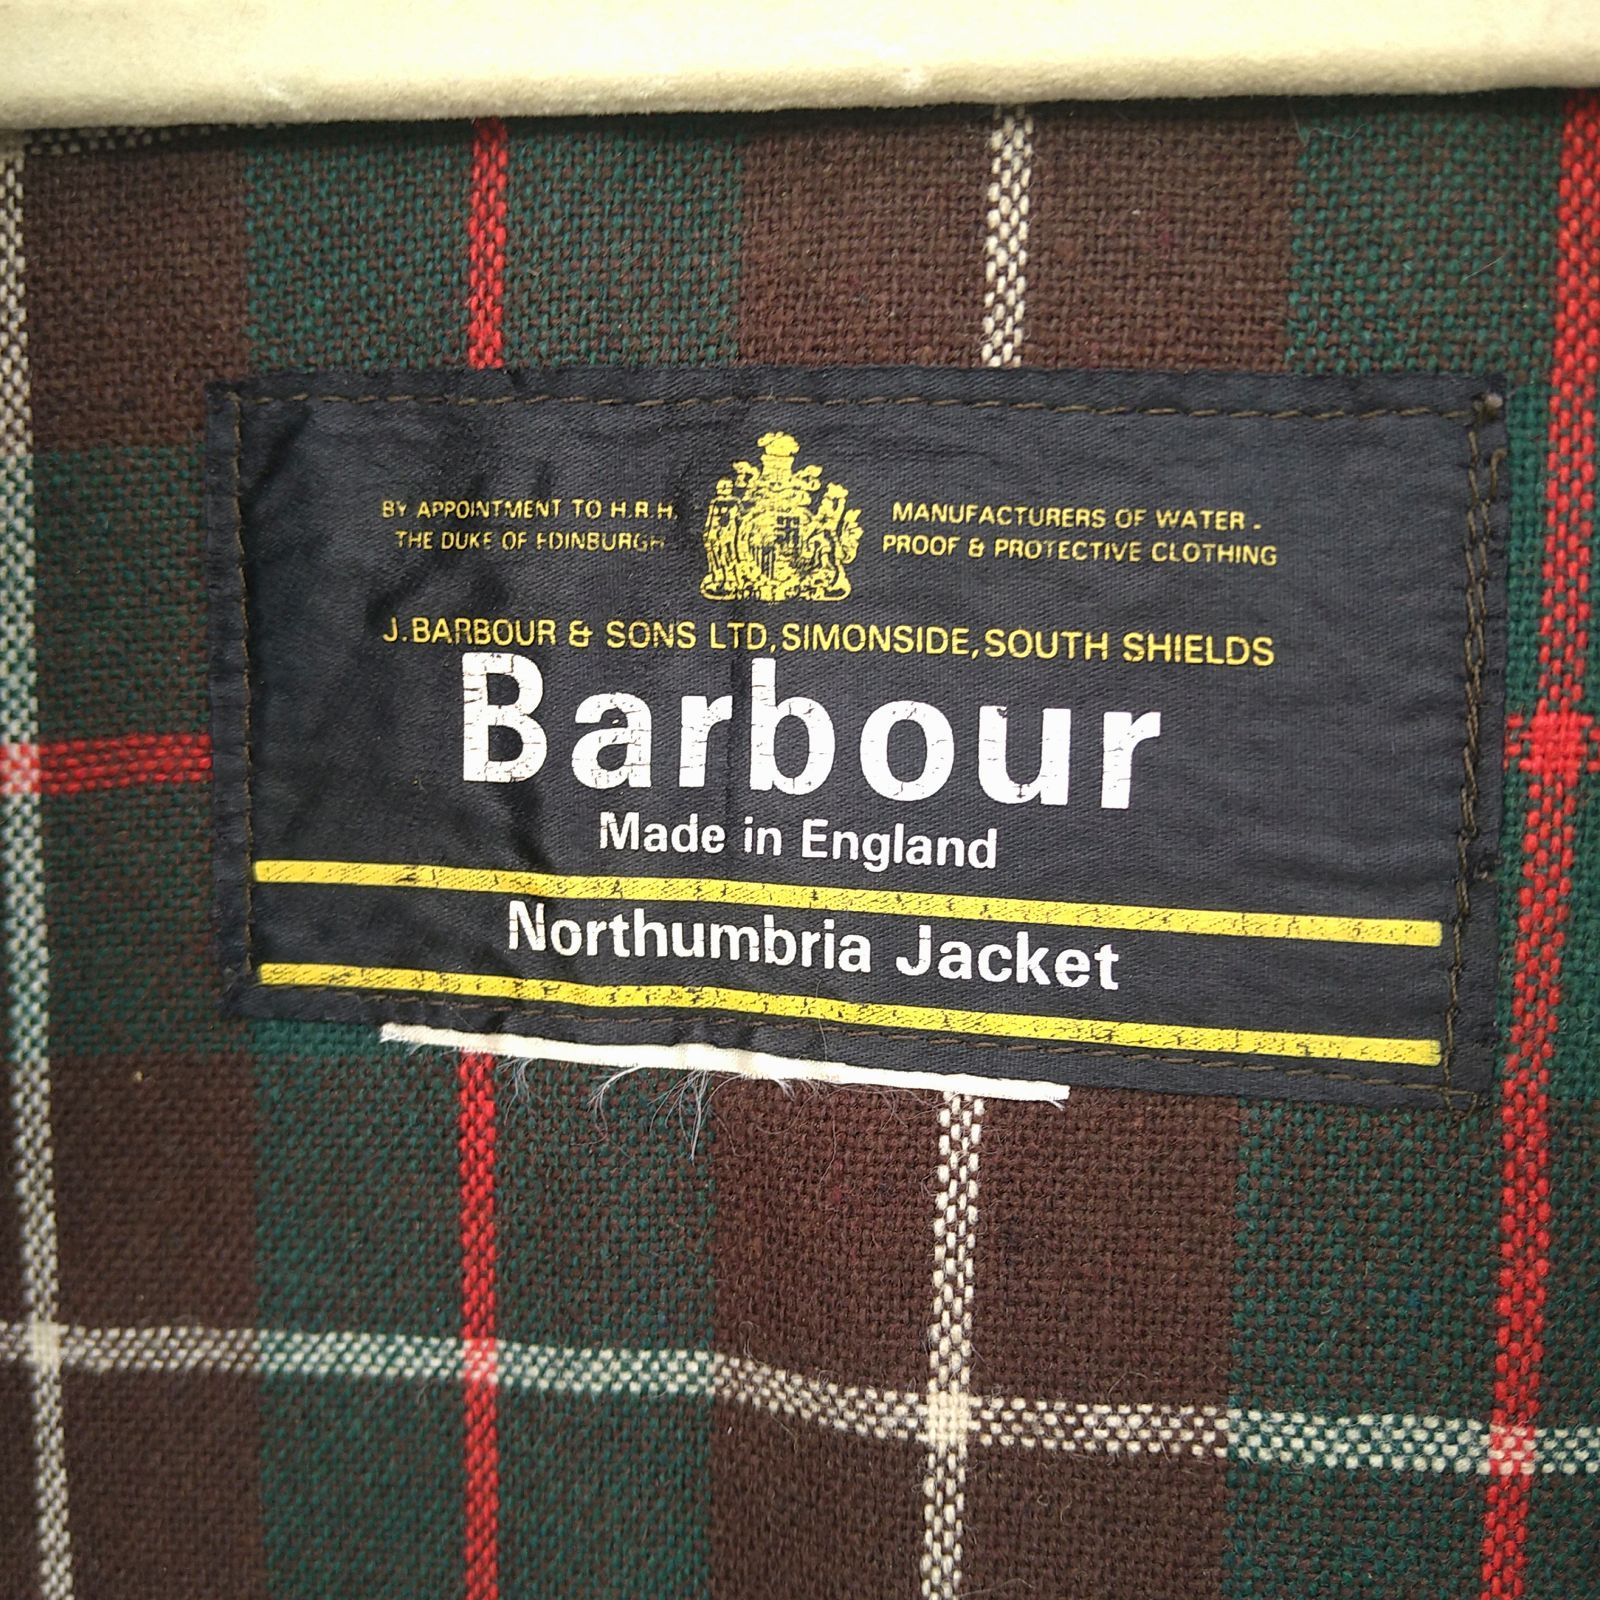 BY APPOINTMENT TO H.R.H.
THE DUKE OF EDINBURGH
MANUFACTURERS OF WATER -
PROOF & PROTECTIVE CLOTHING
J.BARBOUR & SONS LTD, SIMONSIDE, SOUTH SHIELDS
Barbour
Made in England
Northumbria Jacket